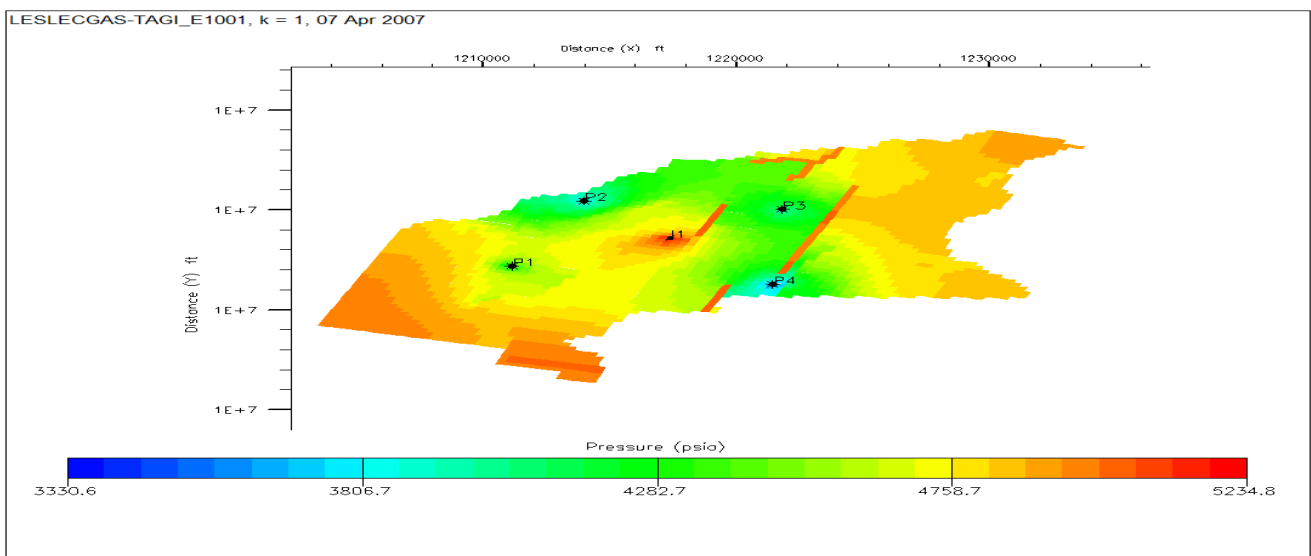 LESLECGAS-TAGI_E1001, k = 1, 07 Apr 2007
Distance (X) ft
1210000 1220000 1230000
1E+7
P2
P3
1E+7
I1
P1
P4
Distance (Y) ft
1E+7
1E+7
Pressure (psia)
3330.6 3806.7 4282.7 4758.7 5234.8